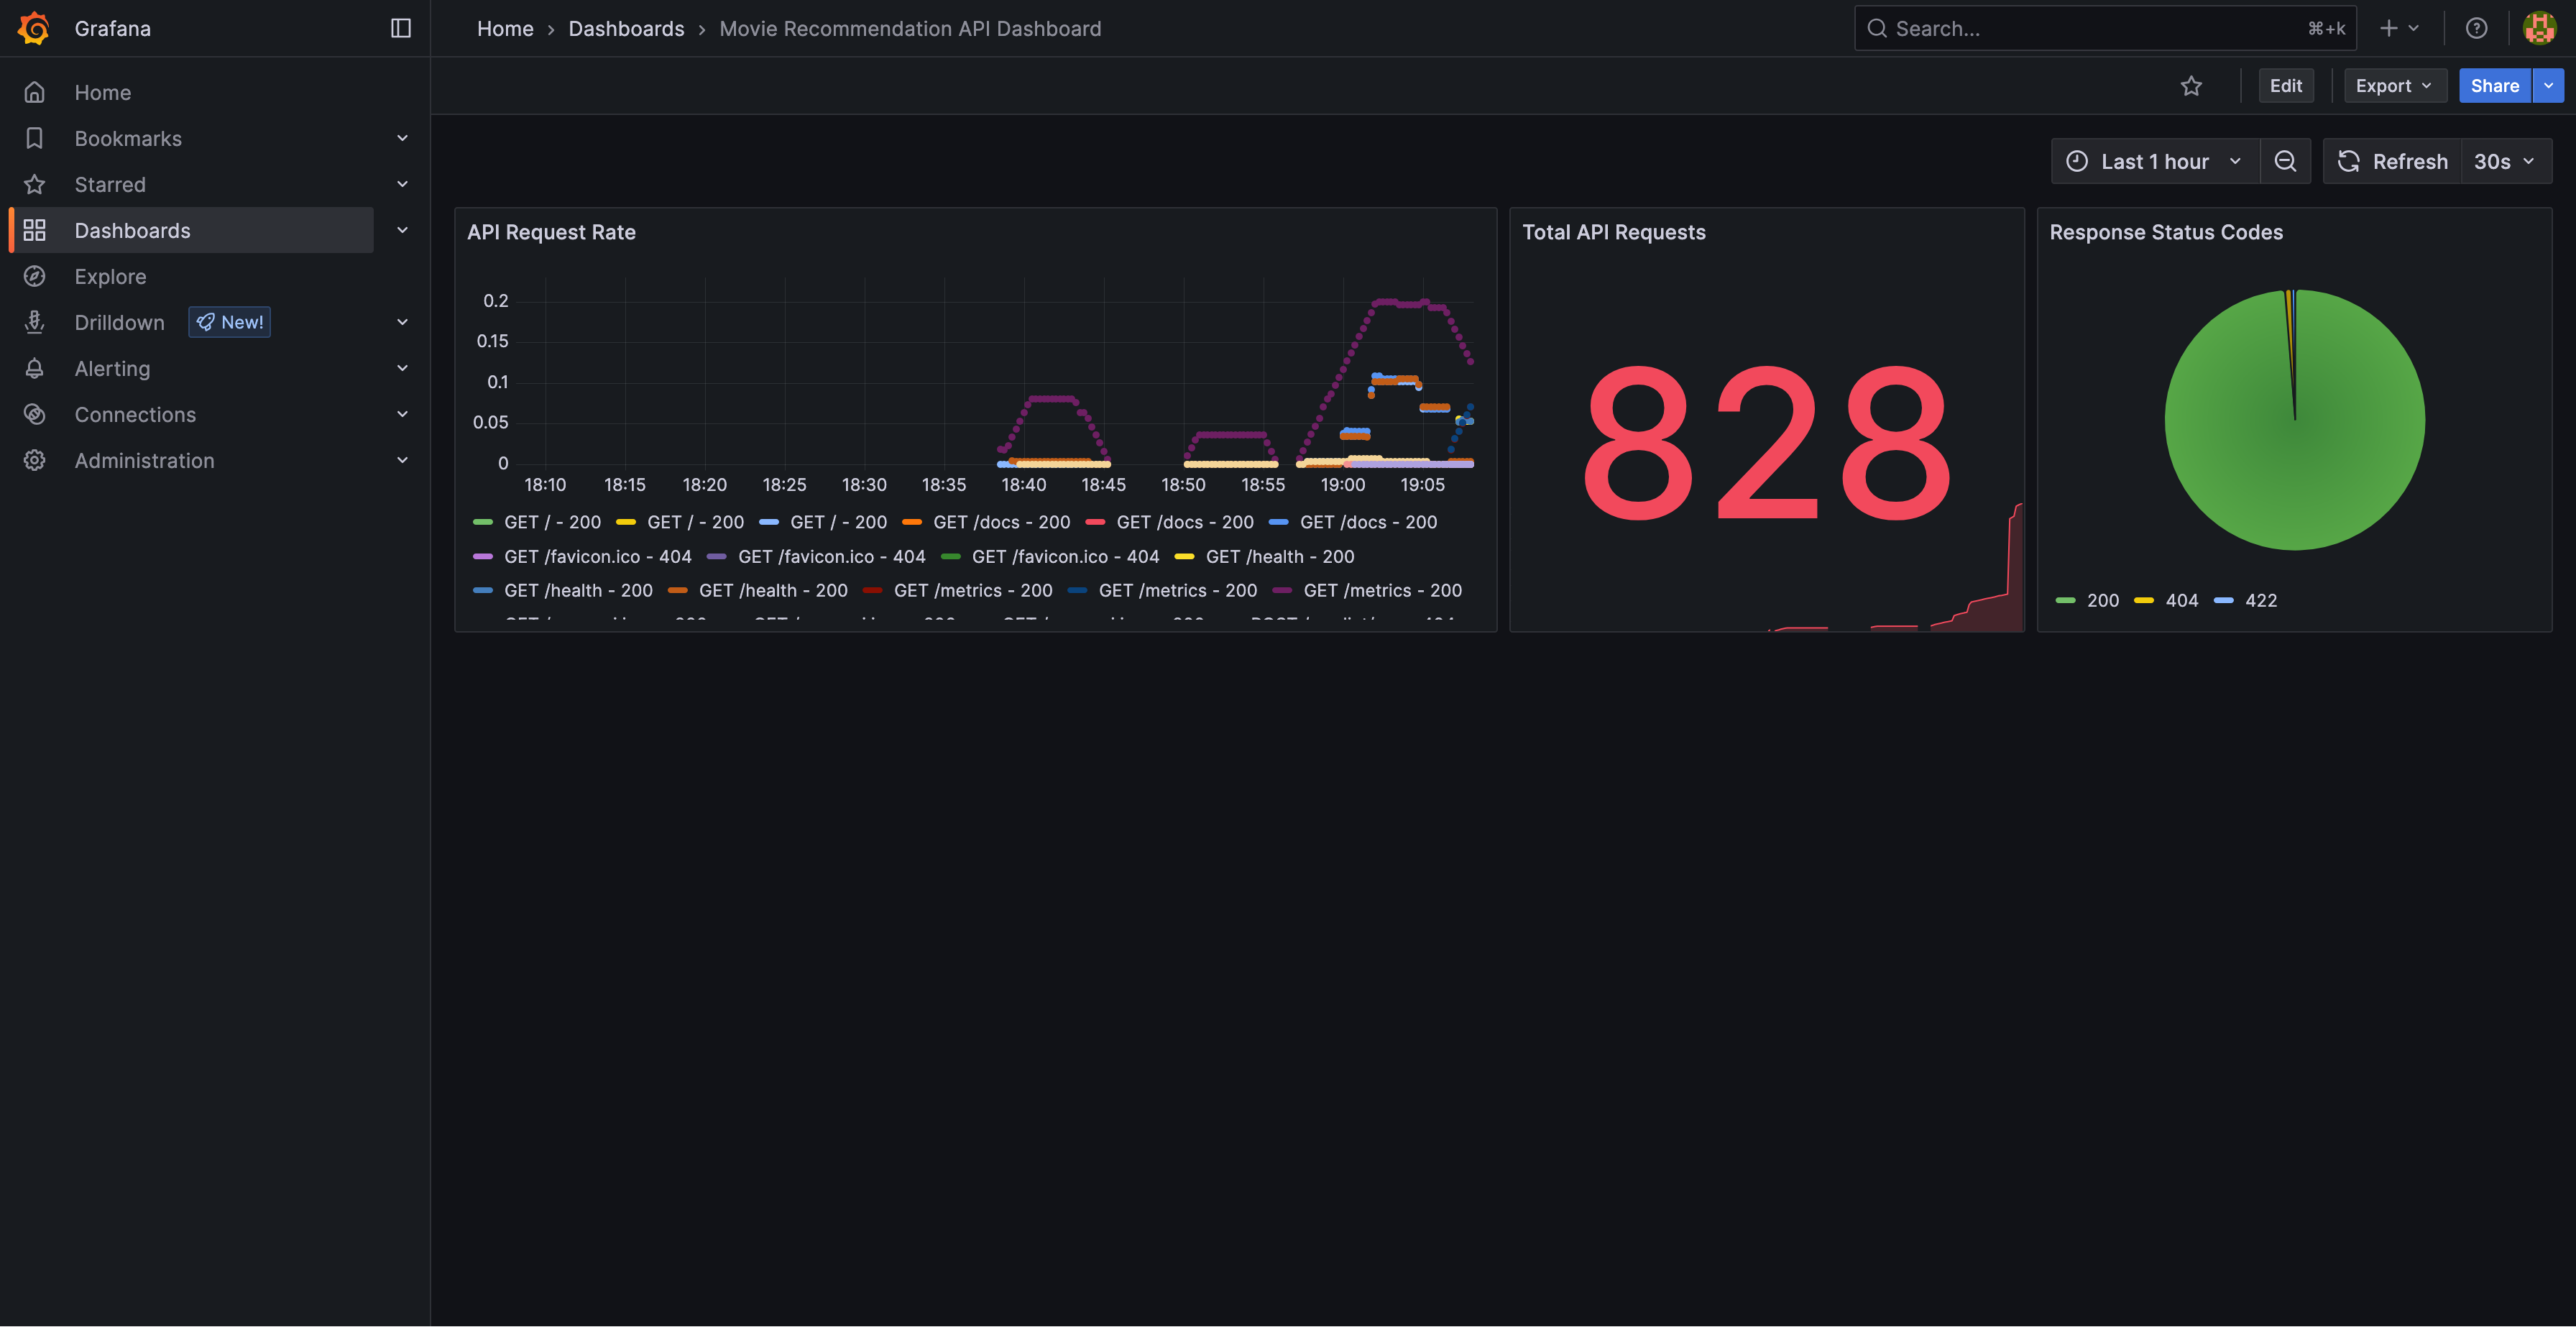 Grafana
Home › Dashboards › Movie Recommendation API Dashboard
Search...
⌘+k
Home
Bookmarks
Starred
Dashboards
Explore
Drilldown
New!
Alerting
Connections
Administration
Edit
Export
Share
Last 1 hour
Refresh
30s
API Request Rate
0.2
0.15
0.1
0.05
0
18:10 18:15 18:20 18:25 18:30 18:35 18:40 18:45 18:50 18:55 19:00 19:05
GET / - 200 GET / - 200 GET / - 200 GET /docs - 200 GET /docs - 200 GET /docs - 200
GET /favicon.ico - 404 GET /favicon.ico - 404 GET /favicon.ico - 404 GET /health - 200
GET /health - 200 GET /health - 200 GET /metrics - 200 GET /metrics - 200 GET /metrics - 200
Total API Requests
828
Response Status Codes
200 404 422